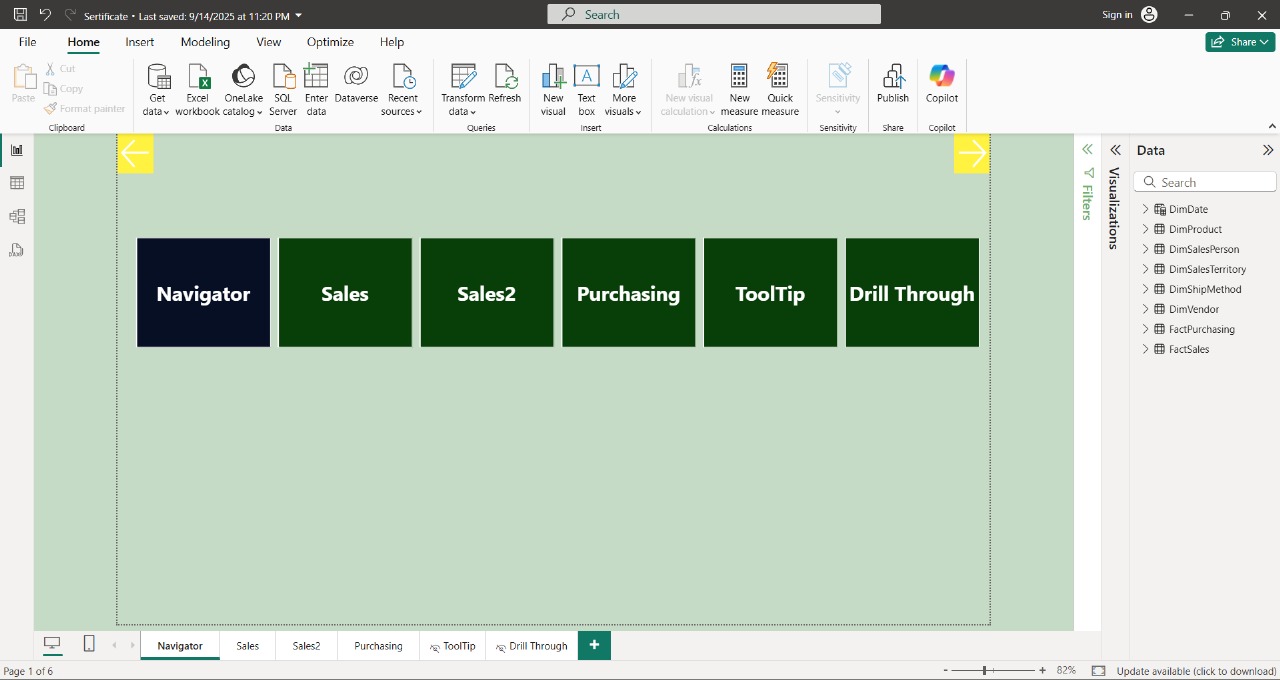 Sertificate • Last saved: 9/14/2025 at 11:20 PM
Search
Sign in
File Home Insert Modeling View Optimize Help
Share
Paste
Cut
Copy
Format painter
Clipboard
Get data
Excel workbook
OneLake catalog
SQL Server
Enter data
Dataverse
Recent sources
Data
Transform data
Refresh
Queries
New visual
Text box
More visuals
Insert
New visual calculation
New measure
Quick measure
Calculations
Sensitivity
Sensitivity
Publish
Share
Copilot
Copilot
Navigator
Sales
Sales2
Purchasing
ToolTip
Drill Through
Filters
Visualizations
Data
Search
DimDate
DimProduct
DimSalesPerson
DimSalesTerritory
DimShipMethod
DimVendor
FactPurchasing
FactSales
Navigator
Sales
Sales2
Purchasing
ToolTip
Drill Through
+
Page 1 of 6
- + 82%
Update available (click to download)